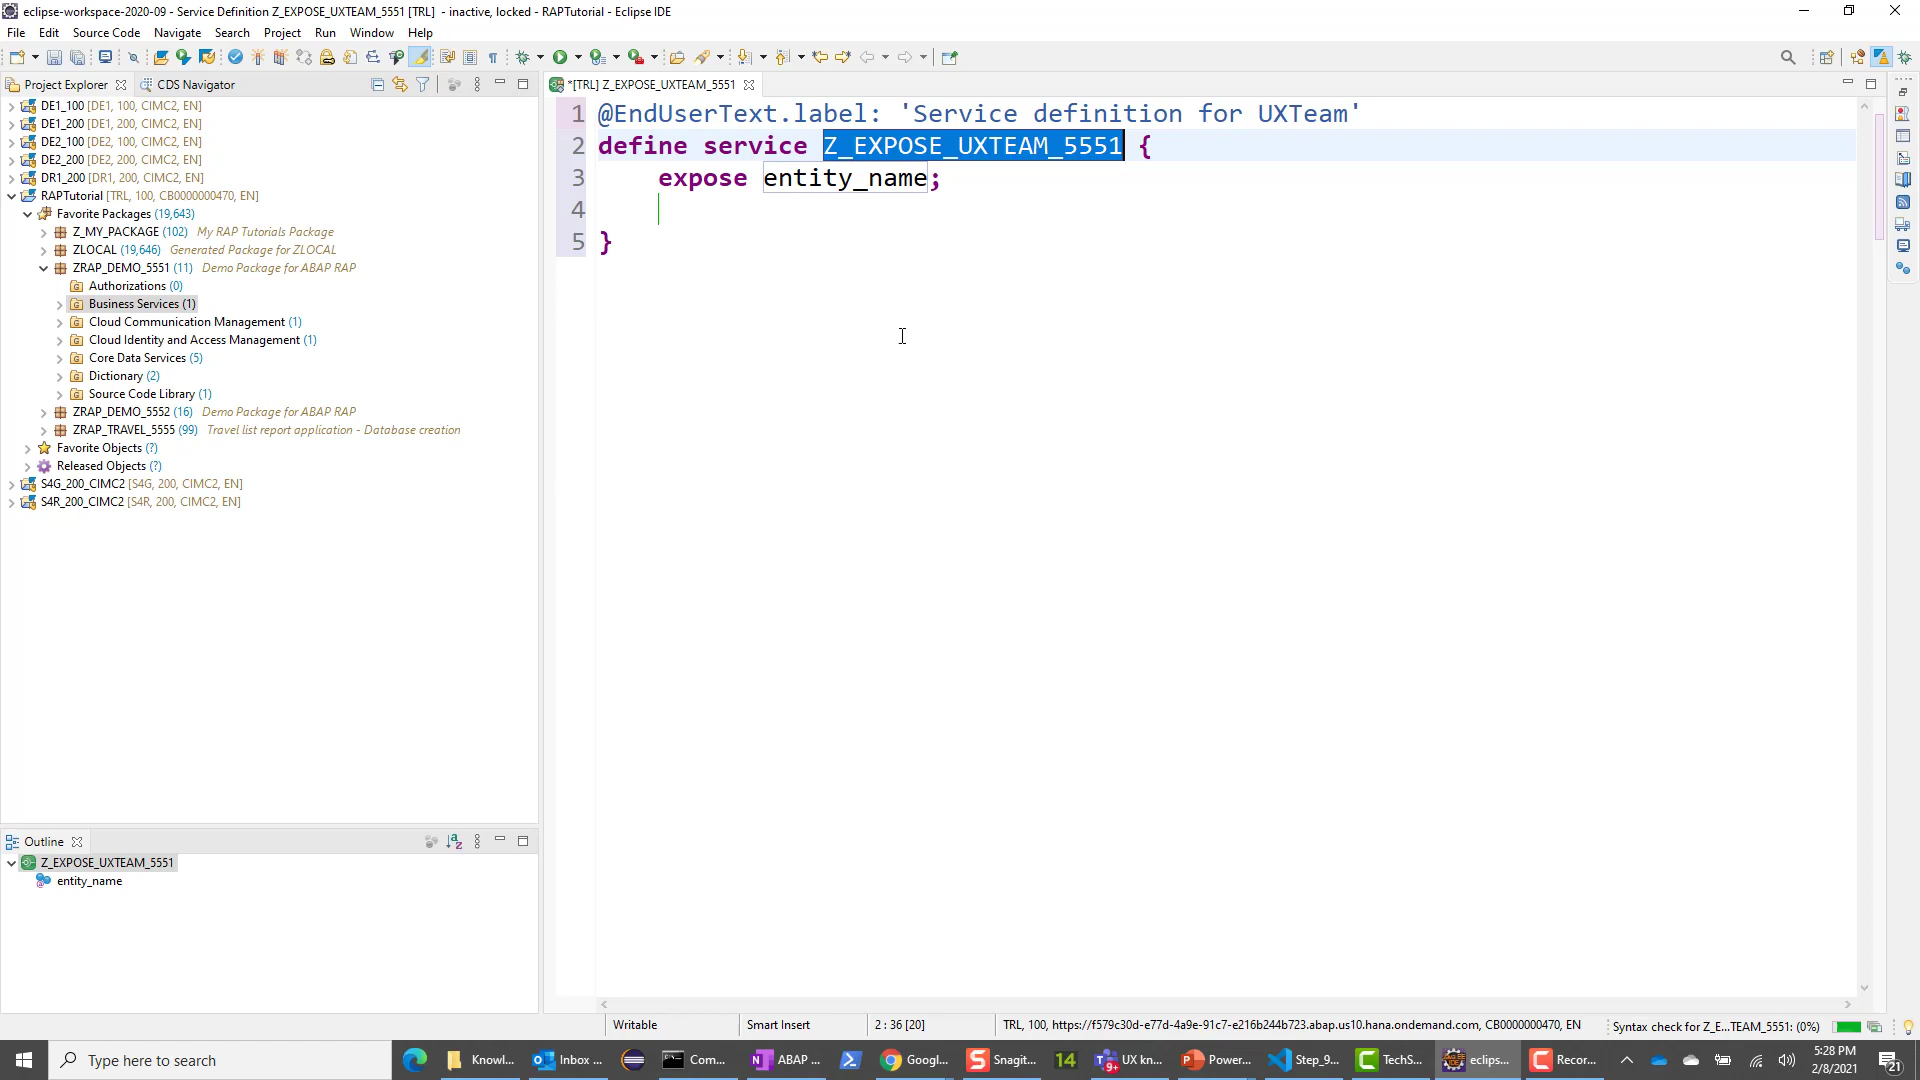 eclipse-workspace-2020-09 - Service Definition Z_EXPOSE_UXTEAM_5551 [TRL]  - inactive, locked - RAPTutorial - Eclipse IDE
File Edit Source Code Navigate Search Project Run Window Help
Project Explorer CDS Navigator
DE1_100 [DE1, 100, CIMC2, EN]
DE1_200 [DE1, 200, CIMC2, EN]
DE2_100 [DE2, 100, CIMC2, EN]
DE2_200 [DE2, 200, CIMC2, EN]
DR1_200 [DR1, 200, CIMC2, EN]
RAPTutorial [TRL, 100, CB0000000470, EN]
Favorite Packages (19,643)
Z_MY_PACKAGE (102) My RAP Tutorials Package
ZLOCAL (19,646) Generated Package for ZLOCAL
ZRAP_DEMO_5551 (11) Demo Package for ABAP RAP
Authorizations (0)
Business Services (1)
Cloud Communication Management (1)
Cloud Identity and Access Management (1)
Core Data Services (5)
Dictionary (2)
Source Code Library (1)
ZRAP_DEMO_5552 (16) Demo Package for ABAP RAP
ZRAP_TRAVEL_5555 (99) Travel list report application - Database creation
Favorite Objects (?)
Released Objects (?)
S4G_200_CIMC2 [S4G, 200, CIMC2, EN]
S4R_200_CIMC2 [S4R, 200, CIMC2, EN]
Outline
Z_EXPOSE_UXTEAM_5551
entity_name
*[TRL] Z_EXPOSE_UXTEAM_5551
1 @EndUserText.label: 'Service definition for UXTeam'
2 define service Z_EXPOSE_UXTEAM_5551 {
3 expose entity_name;
4
5 }
Writable Smart Insert 2 : 36 [20] TRL, 100, https://f579c30d-e77d-4a9e-91c7-e216b244b723.abap.us10.hana.ondemand.com, CB0000000470, EN Syntax check for Z_E...TEAM_5551: (0%)
Type here to search Knowl... Inbox ... Com... ABAP ... Googl... Snagit... 14 UX kn... 9+ Power... Step_9... TechS... eclips... Recor... 5:28 PM
2/8/2021 21